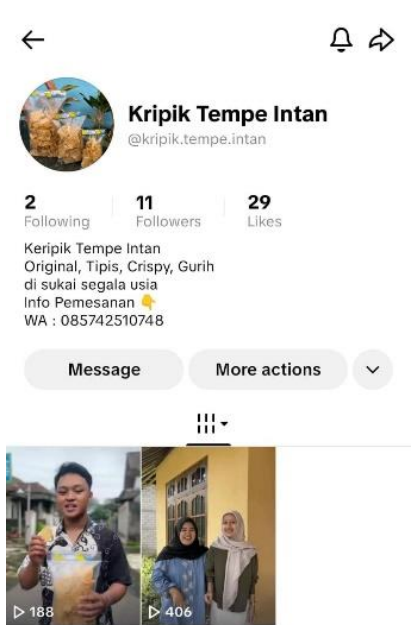 Kripik Tempe Intan
@kripik.tempe.intan
2
Following
11
Followers
29
Likes
Keripik Tempe Intan
Original, Tipis, Crispy, Gurih
di sukai segala usia
Info Pemesanan 👇
WA : 085742510748
Message
More actions
188
406